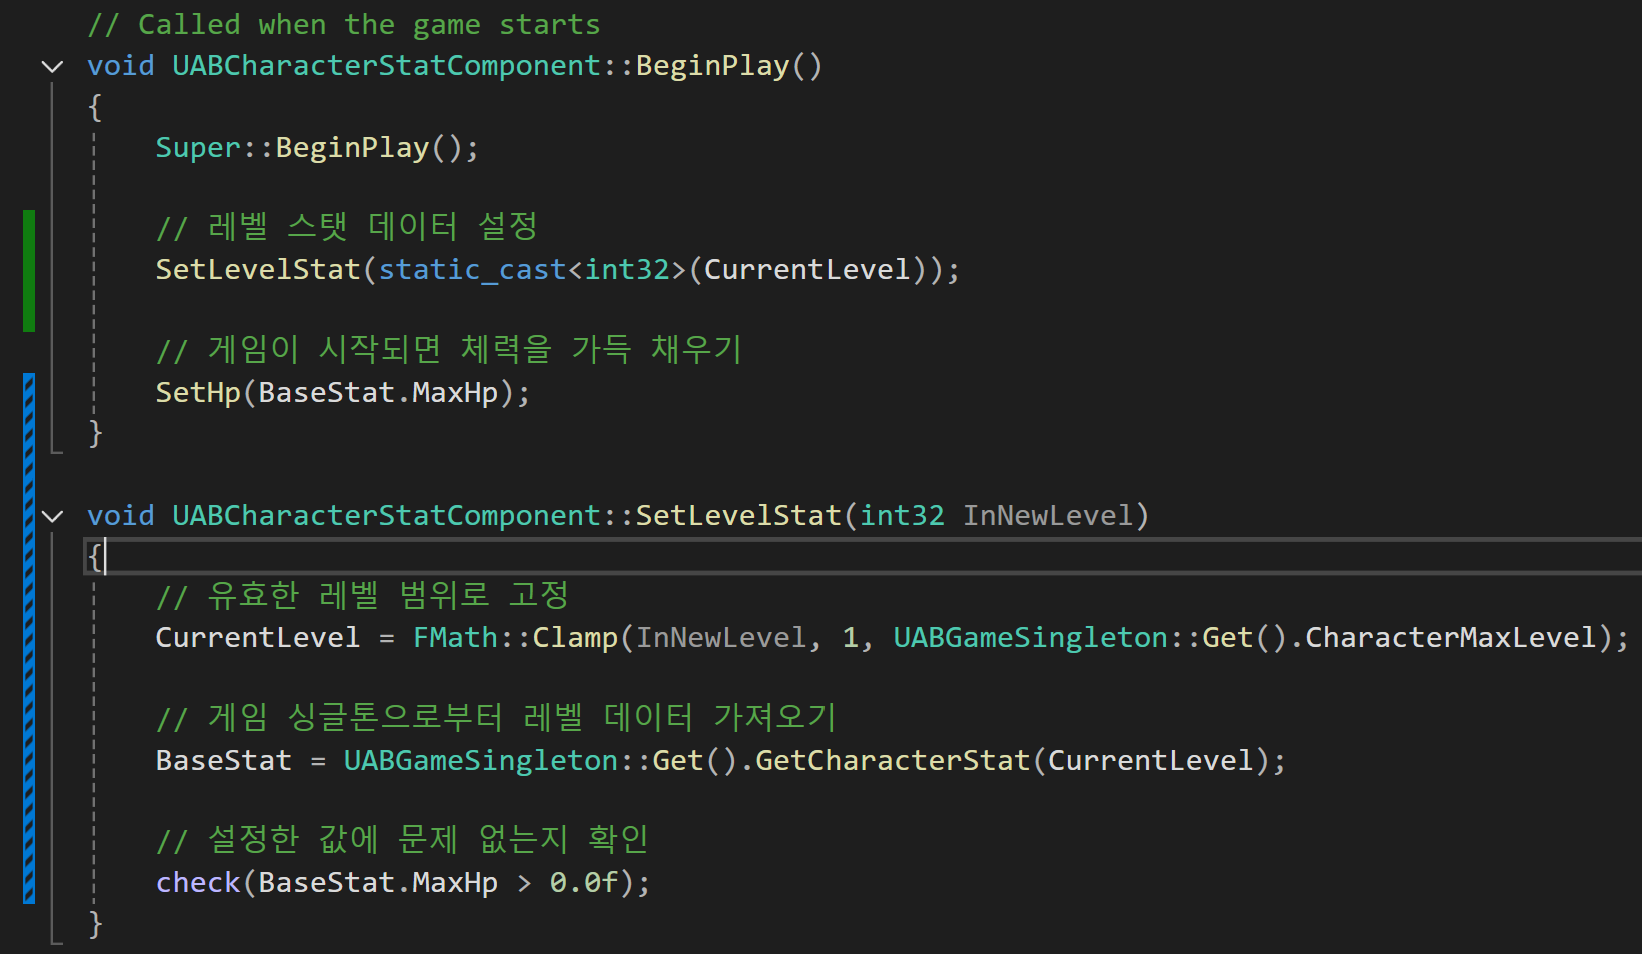 // Called when the game starts
void UABCharacterStatComponent::BeginPlay()
{
    Super::BeginPlay();

    // 레벨 스탯 데이터 설정
    SetLevelStat(static_cast<int32>(CurrentLevel));

    // 게임이 시작되면 체력을 가득 채우기
    SetHp(BaseStat.MaxHp);
}

void UABCharacterStatComponent::SetLevelStat(int32 InNewLevel)
{
    // 유효한 레벨 범위로 고정
    CurrentLevel = FMath::Clamp(InNewLevel, 1, UABGameSingleton::Get().CharacterMaxLevel);

    // 게임 싱글톤으로부터 레벨 데이터 가져오기
    BaseStat = UABGameSingleton::Get().GetCharacterStat(CurrentLevel);

    // 설정한 값에 문제 없는지 확인
    check(BaseStat.MaxHp > 0.0f);
}